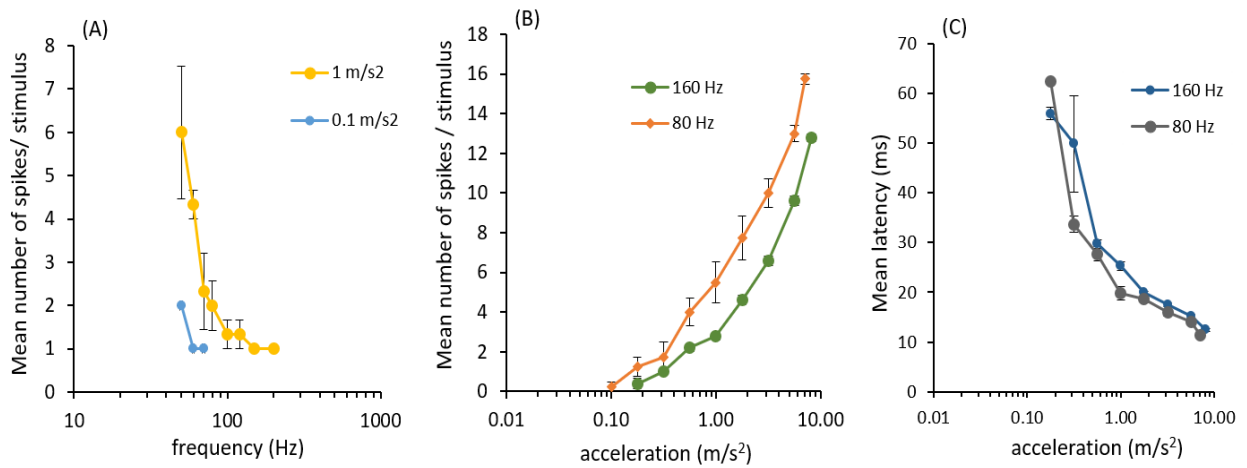 (A)
Mean number of spikes/ stimulus
8
7
6
5
4
3
2
1
0
10
100
1000
frequency (Hz)
1 m/s2
0.1 m/s2
(B)
Mean number of spikes / stimulus
18
16
14
12
10
8
6
4
2
0
0.01
0.10
1.00
10.00
acceleration (m/s²)
160 Hz
80 Hz
(C)
Mean latency (ms)
70
60
50
40
30
20
10
0
0.01
0.10
1.00
10.00
acceleration (m/s²)
160 Hz
80 Hz